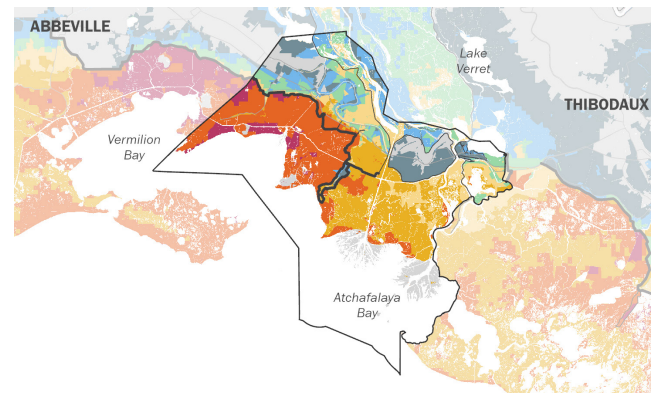 ABBEVILLE
Lake
Verret
THIBODAUX
Vermilion
Bay
Atchafalaya
Bay